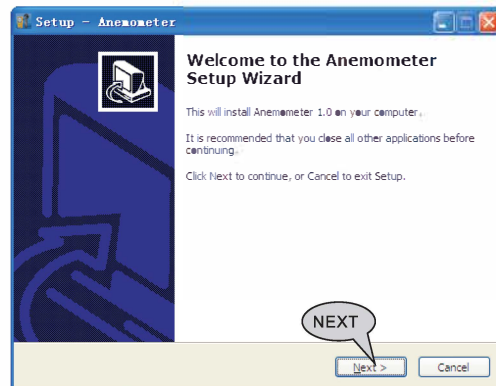 Setup - Anemometer
Welcome to the Anemometer
Setup Wizard
This will install Anemometer 1.0 on your computer.
It is recommended that you close all other applications before
continuing.
Click Next to continue, or Cancel to exit Setup.
NEXT
Next >
Cancel